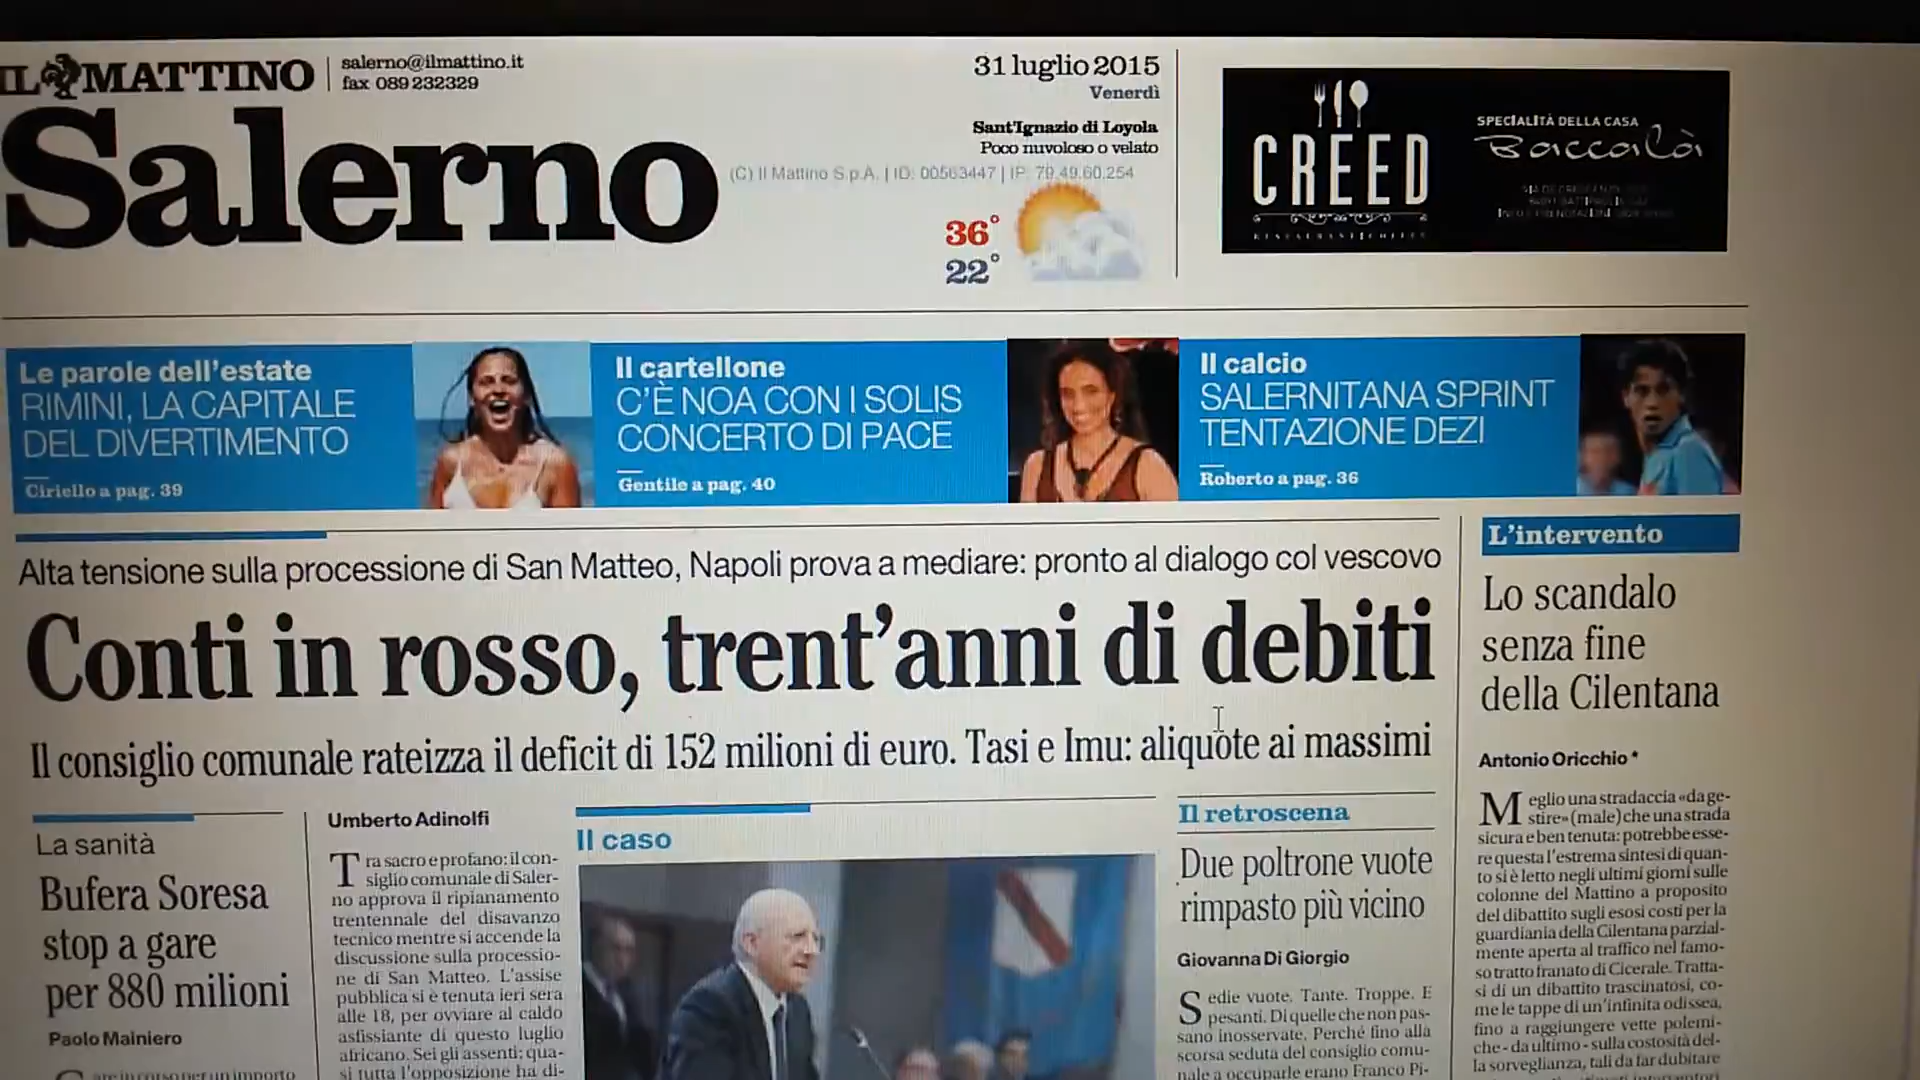 IL MATTINO
salerno@ilmattino.it
fax 089232329
Salerno
31 luglio 2015
Venerdì
Sant'Ignazio di Loyola
Poco nuvoloso o velato
(C) Il Mattino S.p.A. | ID: 00563447 | IP: 79.49.60.254
36°
22°
CREED
SPECIALITÀ DELLA CASA
Baccalà
Le parole dell'estate
RIMINI, LA CAPITALE
DEL DIVERTIMENTO
Ciriello a pag. 39
Il cartellone
C'È NOA CON I SOLIS
CONCERTO DI PACE
Gentile a pag. 40
Il calcio
SALERNITANA SPRINT
TENTAZIONE DEZI
Roberto a pag. 36
Alta tensione sulla processione di San Matteo, Napoli prova a mediare: pronto al dialogo col vescovo
Conti in rosso, trent'anni di debiti
Il consiglio comunale rateizza il deficit di 152 milioni di euro. Tasi e Imu: aliquote ai massimi
La sanità
Bufera Soresa
stop a gare
per 880 milioni
Paolo Mainiero
Umberto Adinolfi
Tra sacro e profano: il con-
siglio comunale di Saler-
no approva il ripianamento
trentennale del disavanzo
tecnico mentre si accende la
discussione sulla processio-
ne di San Matteo. L'assise
pubblica si è tenuta ieri sera
alle 18, per ovviare al caldo
asfissiante di questo luglio
africano. Sei gli assenti: qua-
si tutta l'opposizione ha di-
Il caso
Il retroscena
Due poltrone vuote
rimpasto più vicino
Giovanna Di Giorgio
Sedie vuote. Tante. Troppe. E
pesanti. Di quelle che non pas-
sano inosservate. Perché fino alla
scorsa seduta del consiglio comu-
nale a occuparle erano Franco Pi-
L'intervento
Lo scandalo
senza fine
della Cilentana
Antonio Oricchio *
Meglio una stradaccia «da ge-
stire» (male) che una strada
sicura e ben tenuta: potrebbe esse-
re questa l'estrema sintesi di quan-
to si è letto negli ultimi giorni sulle
colonne del Mattino a proposito
del dibattito sugli esosi costi per la
guardiania della Cilentana parzial-
mente aperta al traffico nel famo-
so tratto franato di Cicerale. Tratta-
si di un dibattito trascinatosi, co-
me le tappe di un'infinita odissea,
fino a raggiungere vette polemi-
che - da ultimo - sulla costosità del-
la sorveglianza, tali da far dubitare